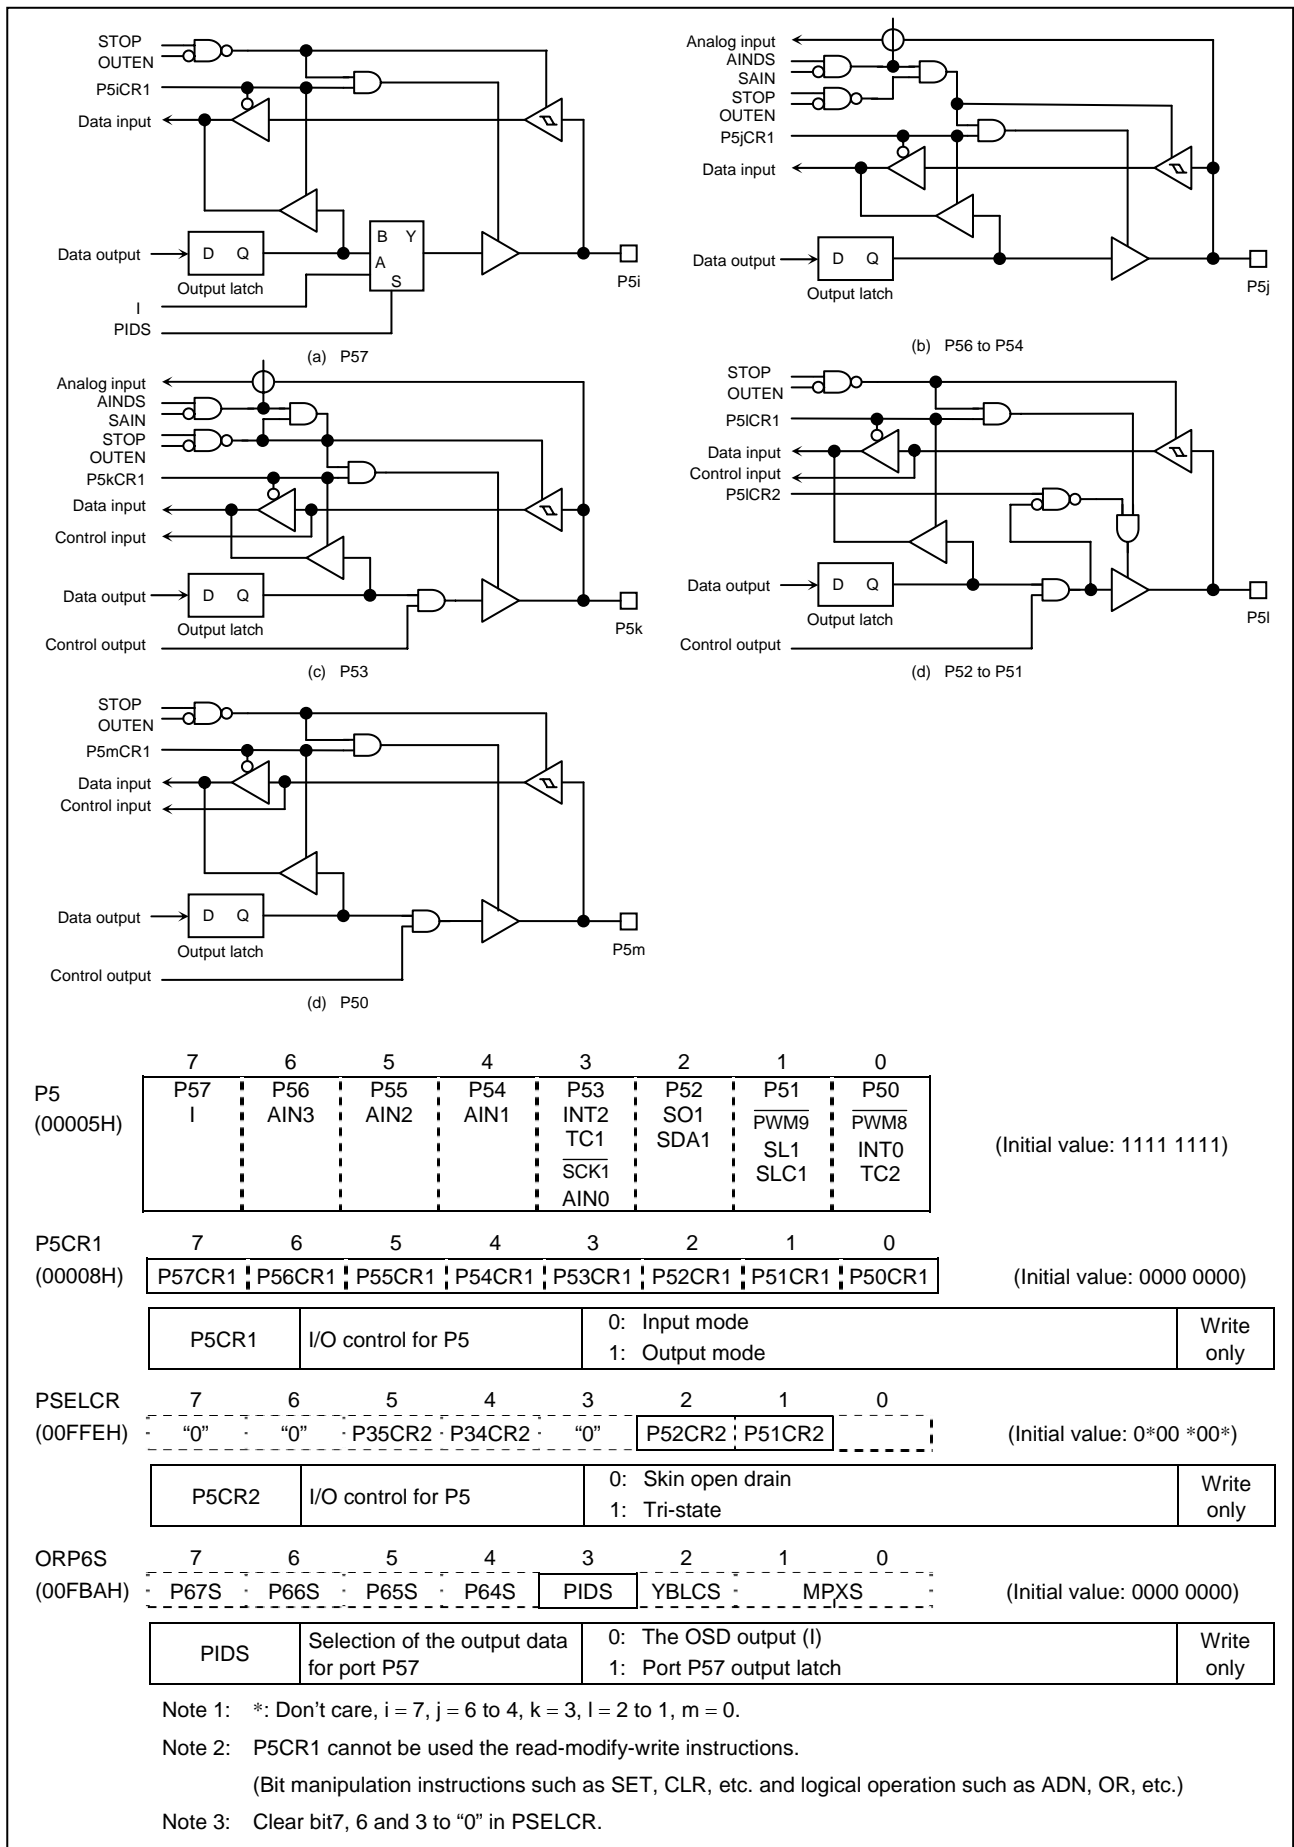 STOP
OUTEN
P5iCR1
Data input
Data output
D Q
Output latch
B Y
A
S
I
PIDS
P5i
(a) P57
Analog input
AINDS
SAIN
STOP
OUTEN
P5jCR1
Data input
Data output
D Q
Output latch
P5j
(b) P56 to P54
Analog input
AINDS
SAIN
STOP
OUTEN
P5kCR1
Data input
Control input
Data output
D Q
Output latch
Control output
P5k
(c) P53
STOP
OUTEN
P5lCR1
Data input
Control input
P5lCR2
Data output
D Q
Output latch
Control output
P5l
(d) P52 to P51
STOP
OUTEN
P5mCR1
Data input
Control input
Data output
D Q
Output latch
Control output
P5m
(d) P50
7 6 5 4 3 2 1 0
P5
(00005H)
P57 P56 P55 P54 P53 P52 P51 P50
I AIN3 AIN2 AIN1 INT2 SO1 PWM9 PWM8
TC1 SDA1 SL1 INT0
SCK1 SLC1 TC2
AIN0
(Initial value: 1111 1111)
P5CR1 7 6 5 4 3 2 1 0
(00008H) P57CR1 P56CR1 P55CR1 P54CR1 P53CR1 P52CR1 P51CR1 P50CR1 (Initial value: 0000 0000)
P5CR1 I/O control for P5 0: Input mode Write
1: Output mode only
PSELCR 7 6 5 4 3 2 1 0
(00FFEH) “0” “0” P35CR2 P34CR2 “0” P52CR2 P51CR2 (Initial value: 0*00 *00*)
P5CR2 I/O control for P5 0: Skin open drain Write
1: Tri-state only
ORP6S 7 6 5 4 3 2 1 0
(00FBAH) P67S P66S P65S P64S PIDS YBLCS MPXS (Initial value: 0000 0000)
PIDS Selection of the output data 0: The OSD output (I) Write
for port P57 1: Port P57 output latch only
Note 1: *: Don’t care, i = 7, j = 6 to 4, k = 3, l = 2 to 1, m = 0.
Note 2: P5CR1 cannot be used the read-modify-write instructions.
(Bit manipulation instructions such as SET, CLR, etc. and logical operation such as ADN, OR, etc.)
Note 3: Clear bit7, 6 and 3 to “0” in PSELCR.